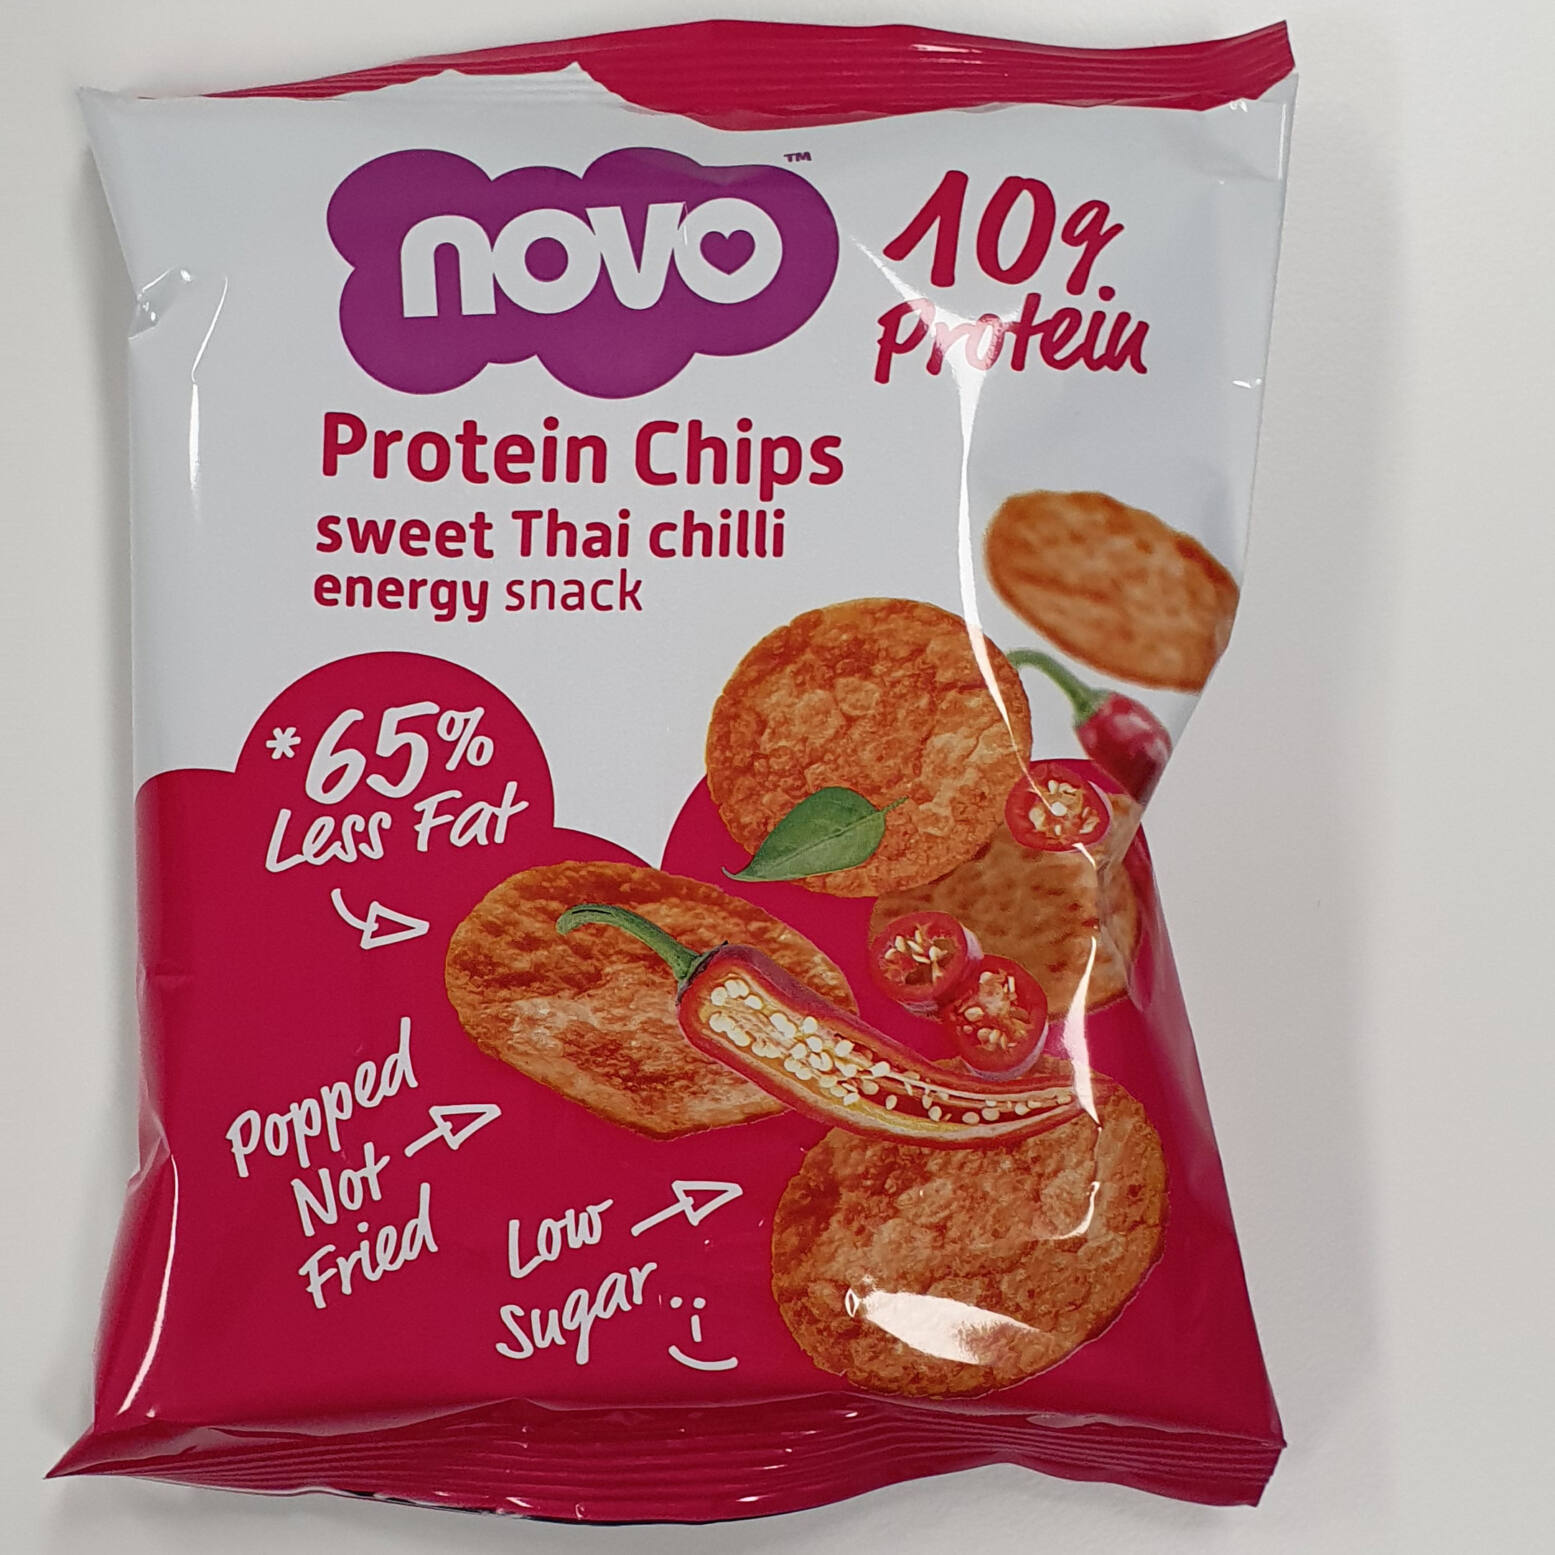 novo™
10g
Protein
Protein Chips
sweet Thai chilli
energy snack
*65%
Less Fat
Popped
Not
Fried
Low
Sugar